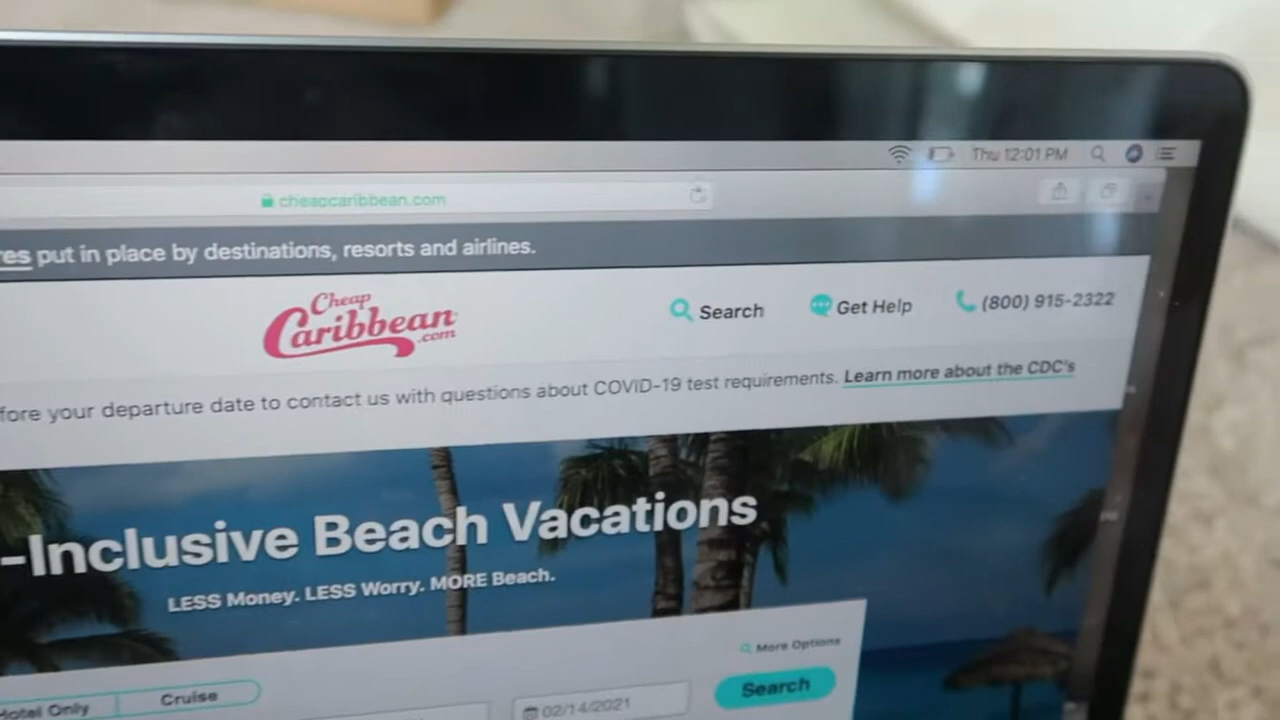 Thu 12:01 PM
cheapcaribbean.com
res put in place by destinations, resorts and airlines.
Cheap
Caribbean
.com
Search
Get Help
(800) 915-2322
fore your departure date to contact us with questions about COVID-19 test requirements. Learn more about the CDC's
-Inclusive Beach Vacations
LESS Money. LESS Worry. MORE Beach.
More Options
Hotel Only
Cruise
02/14/2021
Search